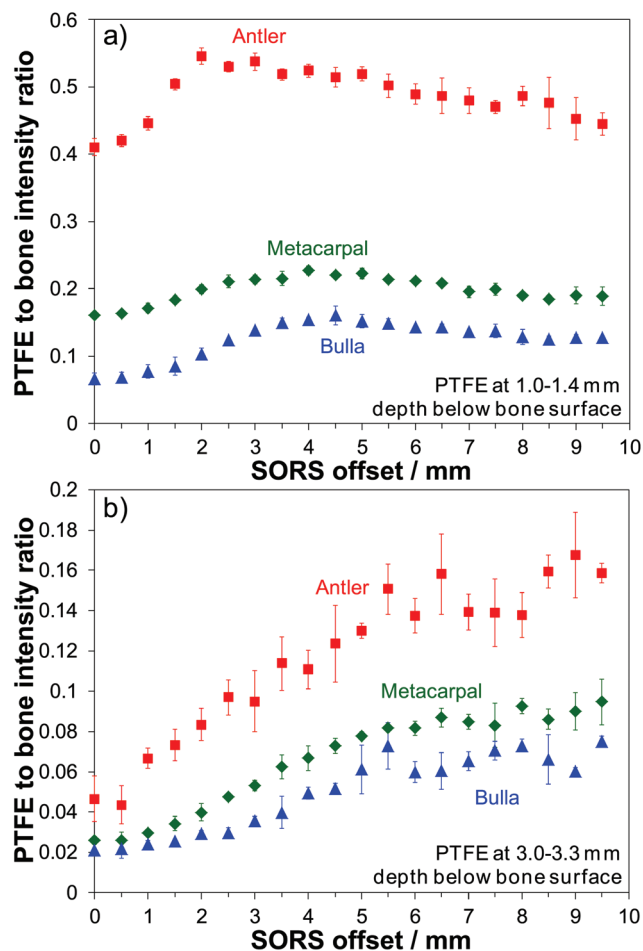 a)
Antler
Metacarpal
Bulla
PTFE at 1.0-1.4 mm
depth below bone surface
PTFE to bone intensity ratio
0.6
0.5
0.4
0.3
0.2
0.1
0
0 1 2 3 4 5 6 7 8 9 10
SORS offset / mm
b)
Antler
Metacarpal
Bulla
PTFE at 3.0-3.3 mm
depth below bone surface
PTFE to bone intensity ratio
0.2
0.18
0.16
0.14
0.12
0.1
0.08
0.06
0.04
0.02
0
0 1 2 3 4 5 6 7 8 9 10
SORS offset / mm